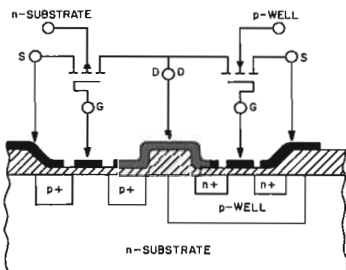 n-SUBSTRATE p-WELL
S D D S
G G
p+ p+ n+ n+
p-WELL
n-SUBSTRATE